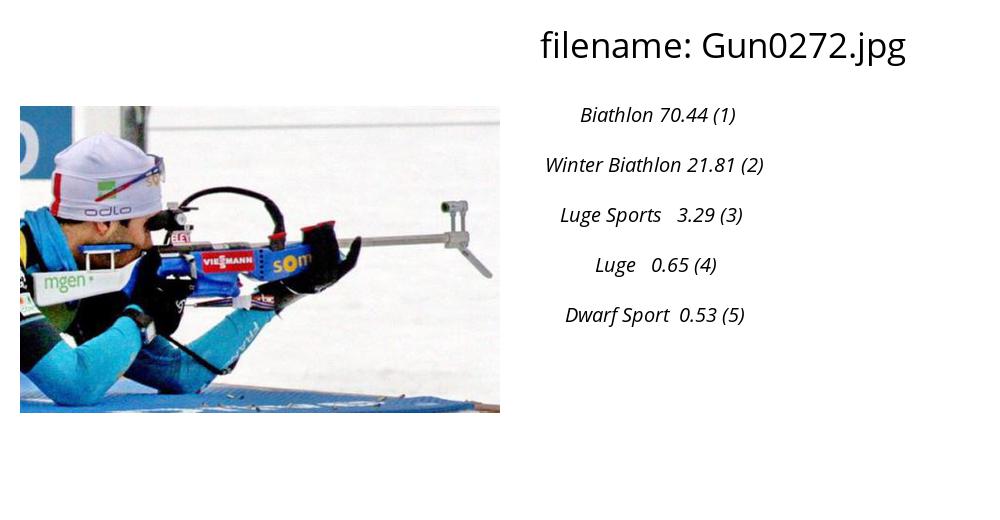 filename: Gun0272.jpg
Biathlon 70.44 (1)
Winter Biathlon 21.81 (2)
Luge Sports 3.29 (3)
Luge 0.65 (4)
Dwarf Sport 0.53 (5)
odlo
VIESSMANN
som
mgen